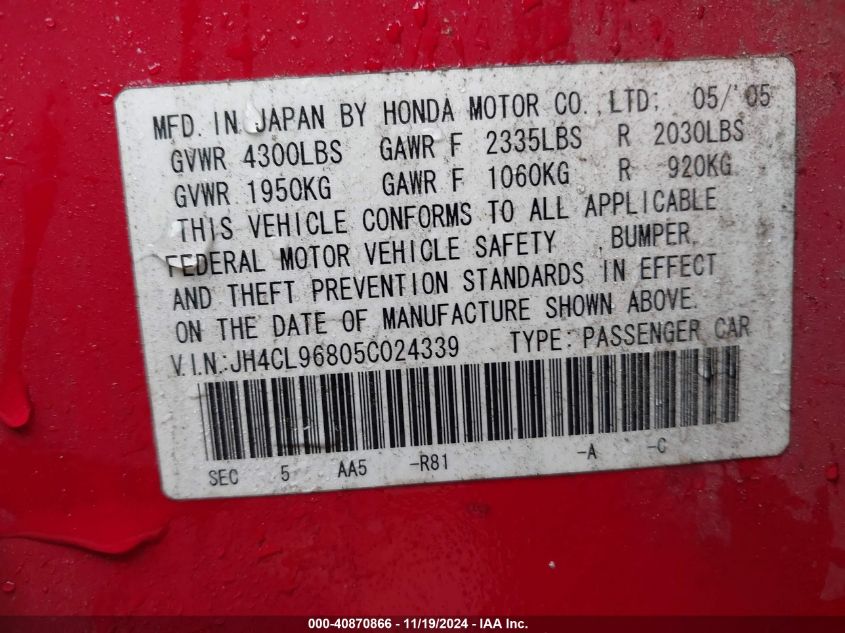 MFD. IN JAPAN BY HONDA MOTOR CO., LTD: 05/'05
GVWR 4300LBS GAWR F 2335LBS R 2030LBS
GVWR 1950KG GAWR F 1060KG R 920KG
THIS VEHICLE CONFORMS TO ALL APPLICABLE
FEDERAL MOTOR VEHICLE SAFETY , BUMPER,
AND THEFT PREVENTION STANDARDS IN EFFECT
ON THE DATE OF MANUFACTURE SHOWN ABOVE.
V.I.N.:JH4CL96805C024339 TYPE: PASSENGER CAR
SEC 5 AA5 -R81 -A -C
000-40870866 - 11/19/2024 - IAA Inc.